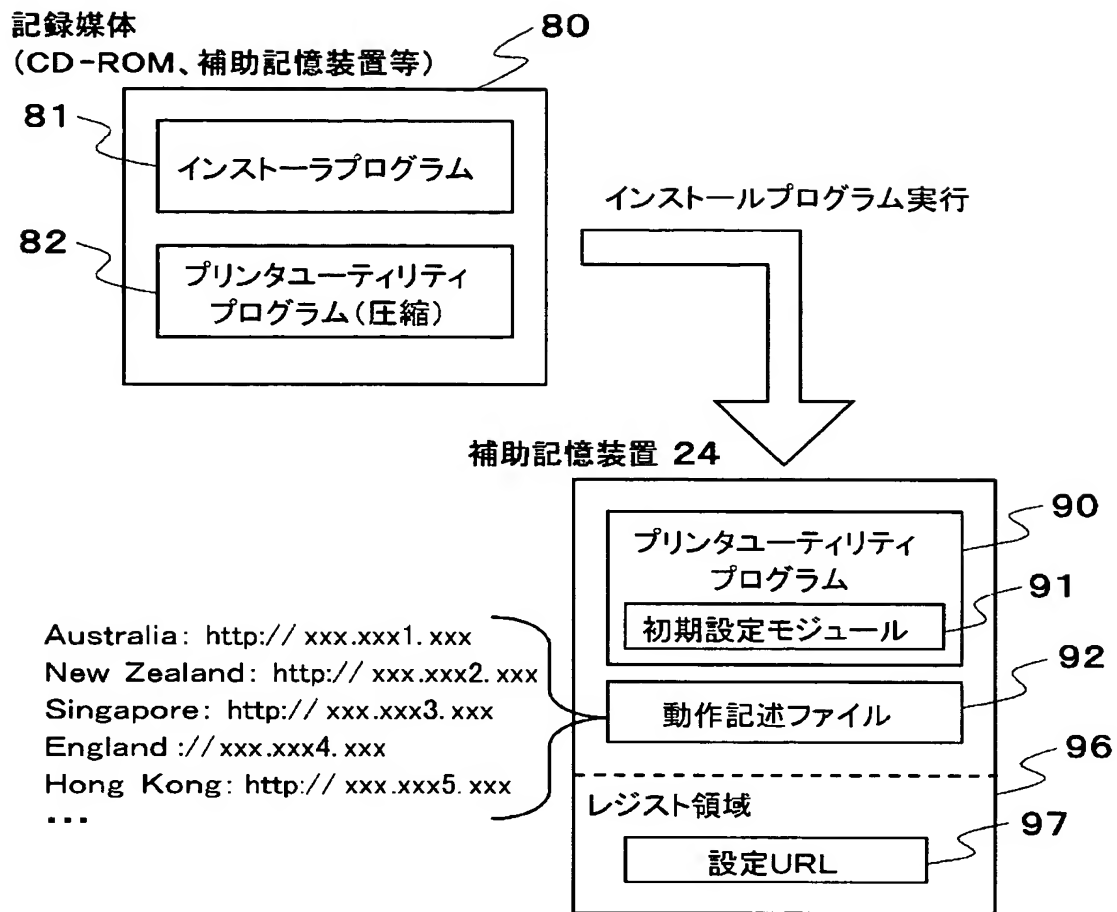 記録媒体
(CD-ROM、補助記憶装置等)
80
81
インストーラプログラム
82
プリンタユーティリティ
プログラム(圧縮)
インストールプログラム実行
補助記憶装置 24
90
プリンタユーティリティ
プログラム
91
初期設定モジュール
92
動作記述ファイル
Australia: http:// xxx.xxx1. xxx
New Zealand: http:// xxx.xxx2. xxx
Singapore: http:// xxx.xxx3. xxx
England ://xxx.xxx4. xxx
Hong Kong: http:// xxx.xxx5. xxx
...
96
レジスト領域
97
設定URL